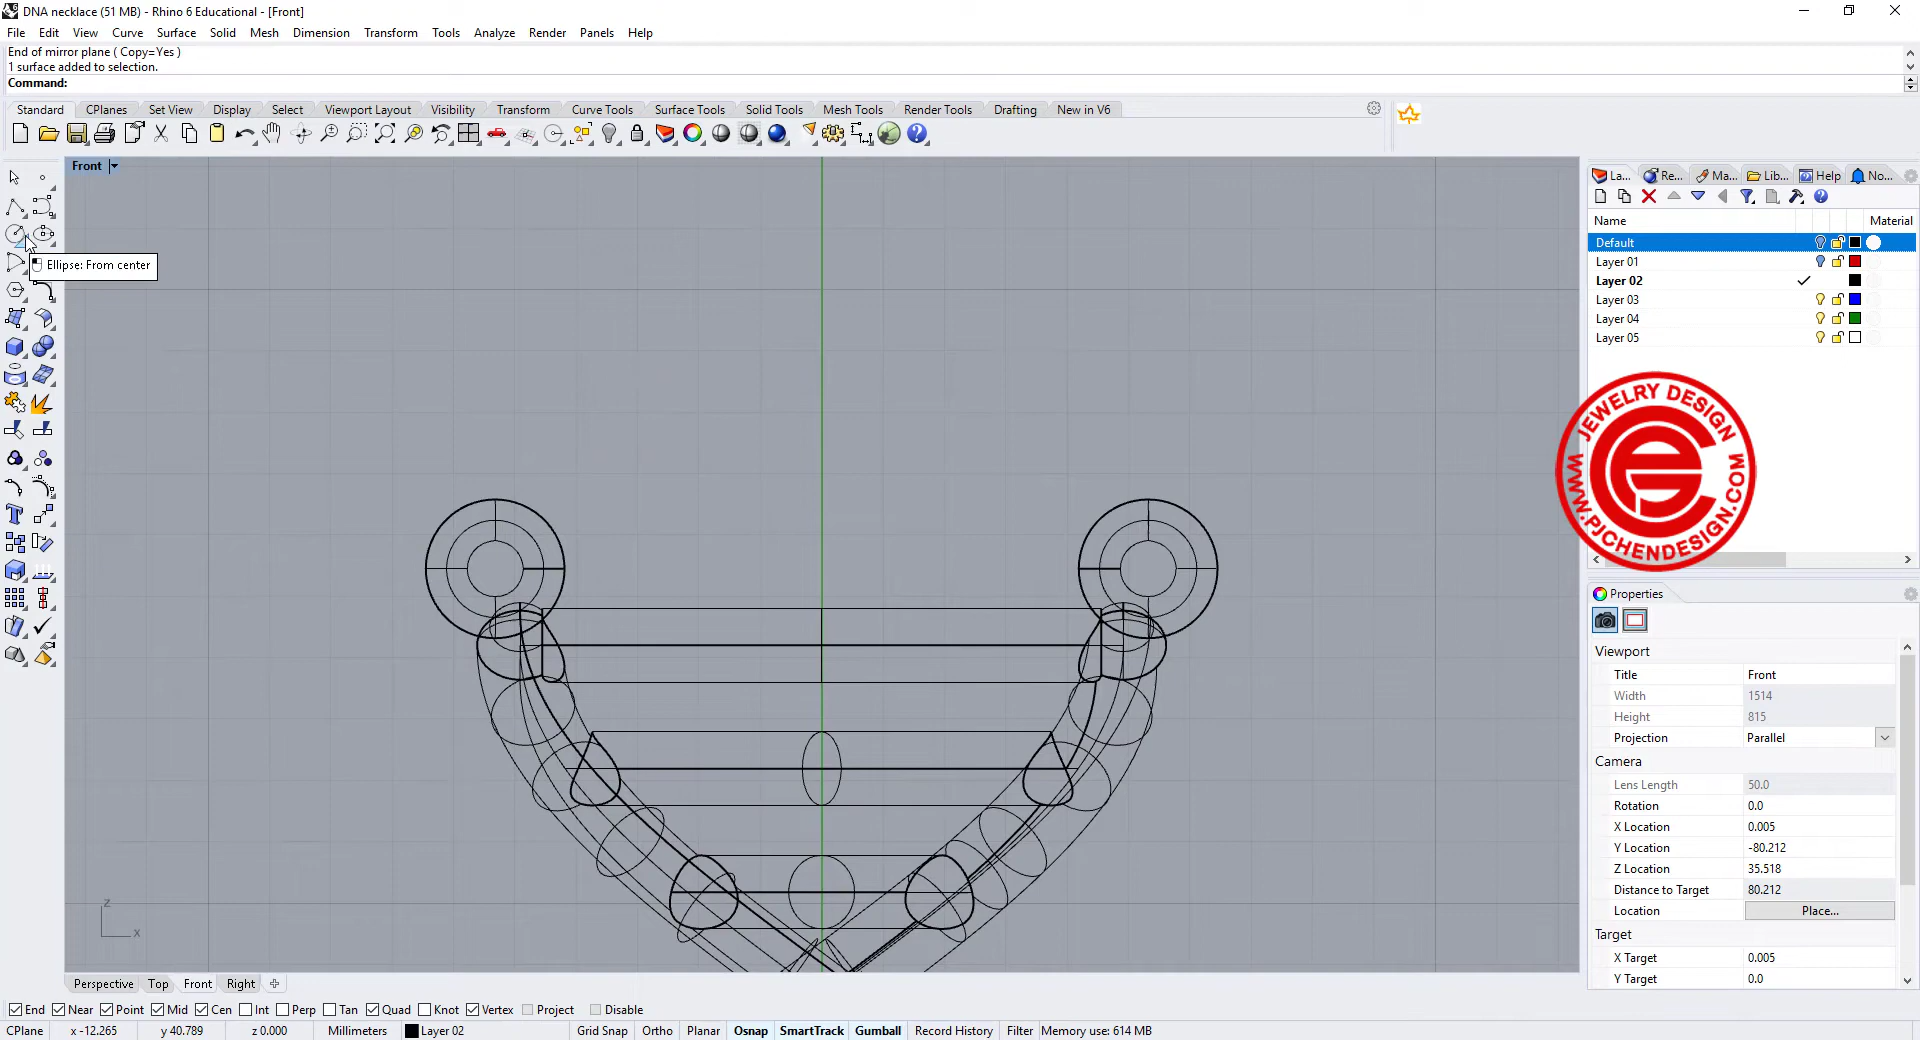 DNA necklace (51 MB) - Rhino 6 Educational - [Front]
File Edit View Curve Surface Solid Mesh Dimension Transform Tools Analyze Render Panels Help
End of mirror plane ( Copy=Yes )
1 surface added to selection.
Command:
Standard CPlanes Set View Display Select Viewport Layout Visibility Transform Curve Tools Surface Tools Solid Tools Mesh Tools Render Tools Drafting New in V6
Front
La... Re... Ma... Lib... Help No...
Name Material
Default
Ellipse: From center
Layer 01
Layer 02
Layer 03
Layer 04
Layer 05
JEWELRY DESIGN
WWW.PJCHENDESIGN.COM
Properties
Viewport
Title Front
Width 1514
Height 815
Projection Parallel
Camera
Lens Length 50.0
Rotation 0.0
X Location 0.005
Y Location -80.212
Z Location 35.518
Distance to Target 80.212
Location Place...
Target
X Target 0.005
Y Target 0.0
z
x
Perspective Top Front Right
End Near Point Mid Cen Int Perp Tan Quad Knot Vertex Project Disable
CPlane x -12.265 y 40.789 z 0.000 Millimeters Layer 02 Grid Snap Ortho Planar Osnap SmartTrack Gumball Record History Filter Memory use: 614 MB